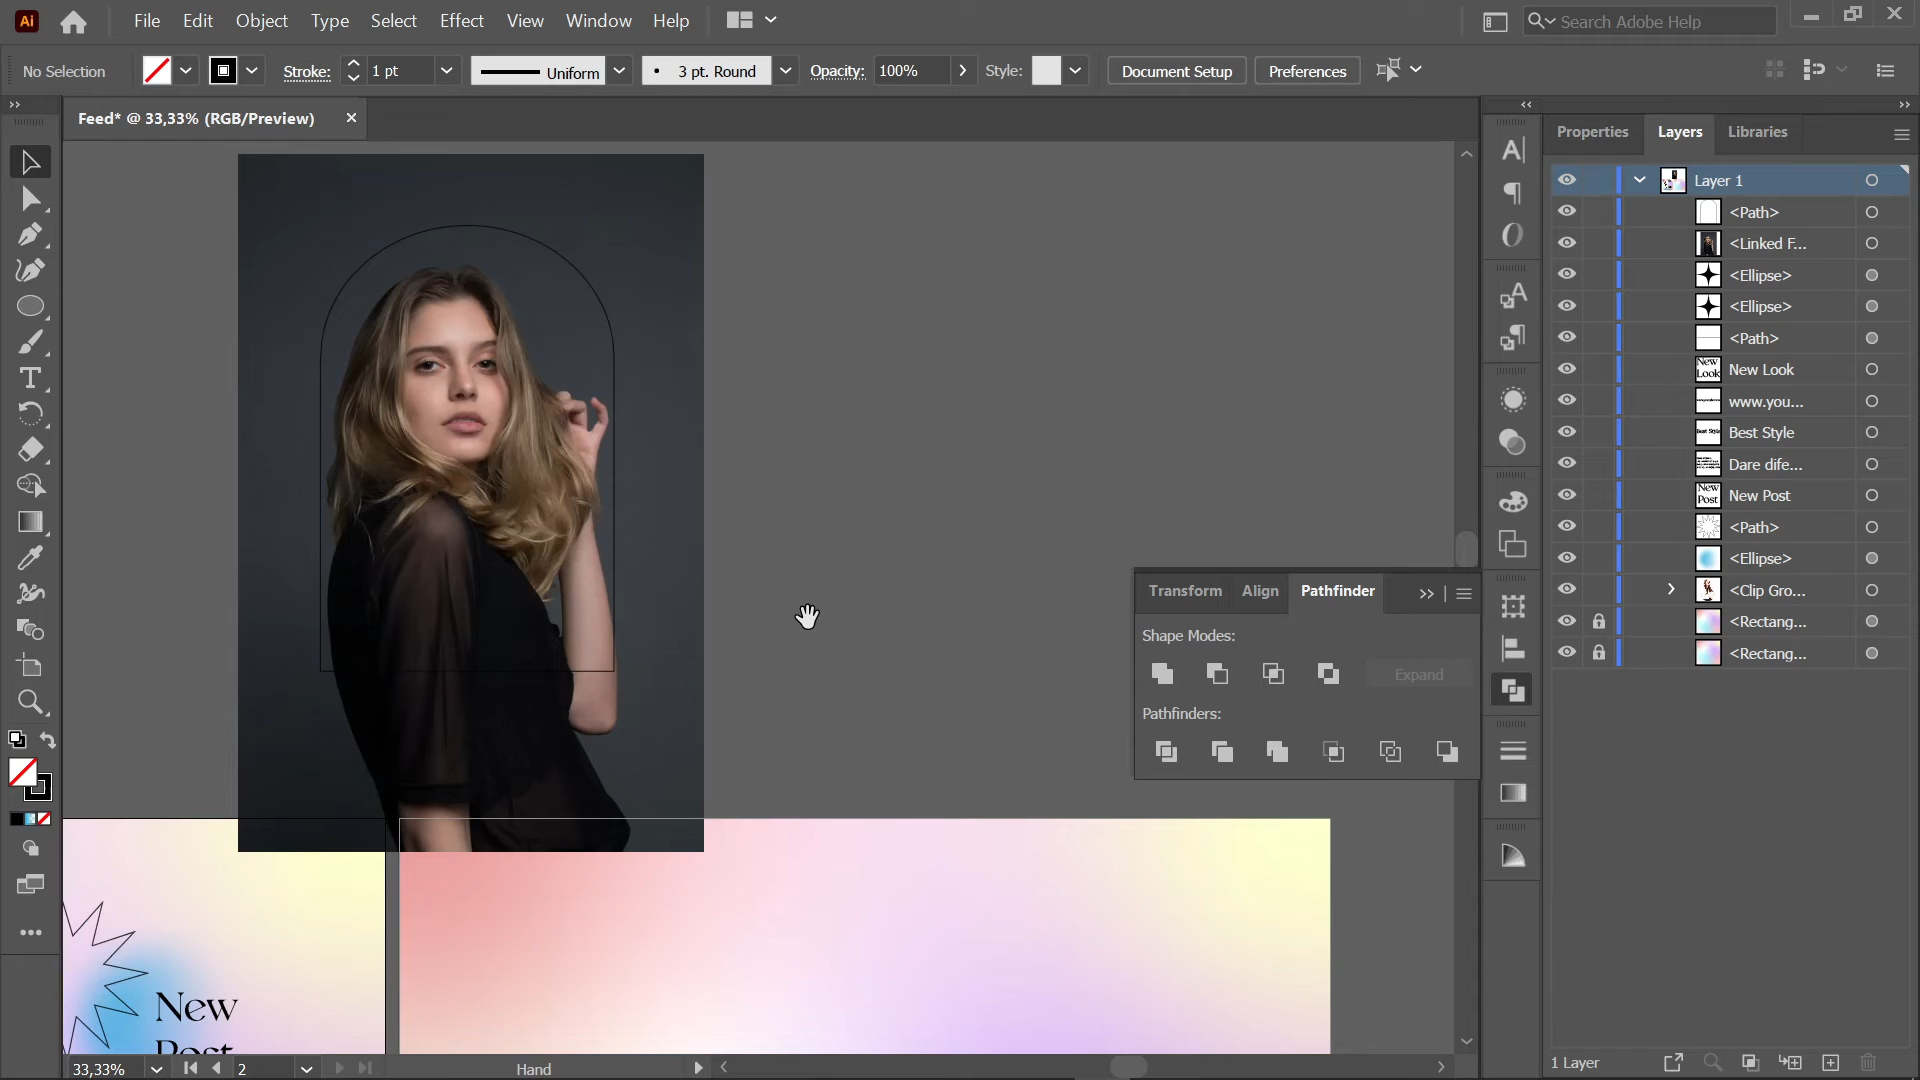 Ai File Edit Object Type Select Effect View Window Help Search Adobe Help
No Selection Stroke: 1 pt Uniform 3 pt. Round Opacity: 100% Style: Document Setup Preferences
Feed* @ 33,33% (RGB/Preview)
Properties Layers Libraries
Layer 1
<Path>
<Linked F...
<Ellipse>
<Ellipse>
<Path>
New Look
www.you...
Best Style
Dare dife...
New Post
<Path>
<Ellipse>
<Clip Gro...
<Rectang...
<Rectang...
Transform Align Pathfinder
Shape Modes:
Expand
Pathfinders:
New
Post
33,33% 2 Hand
1 Layer